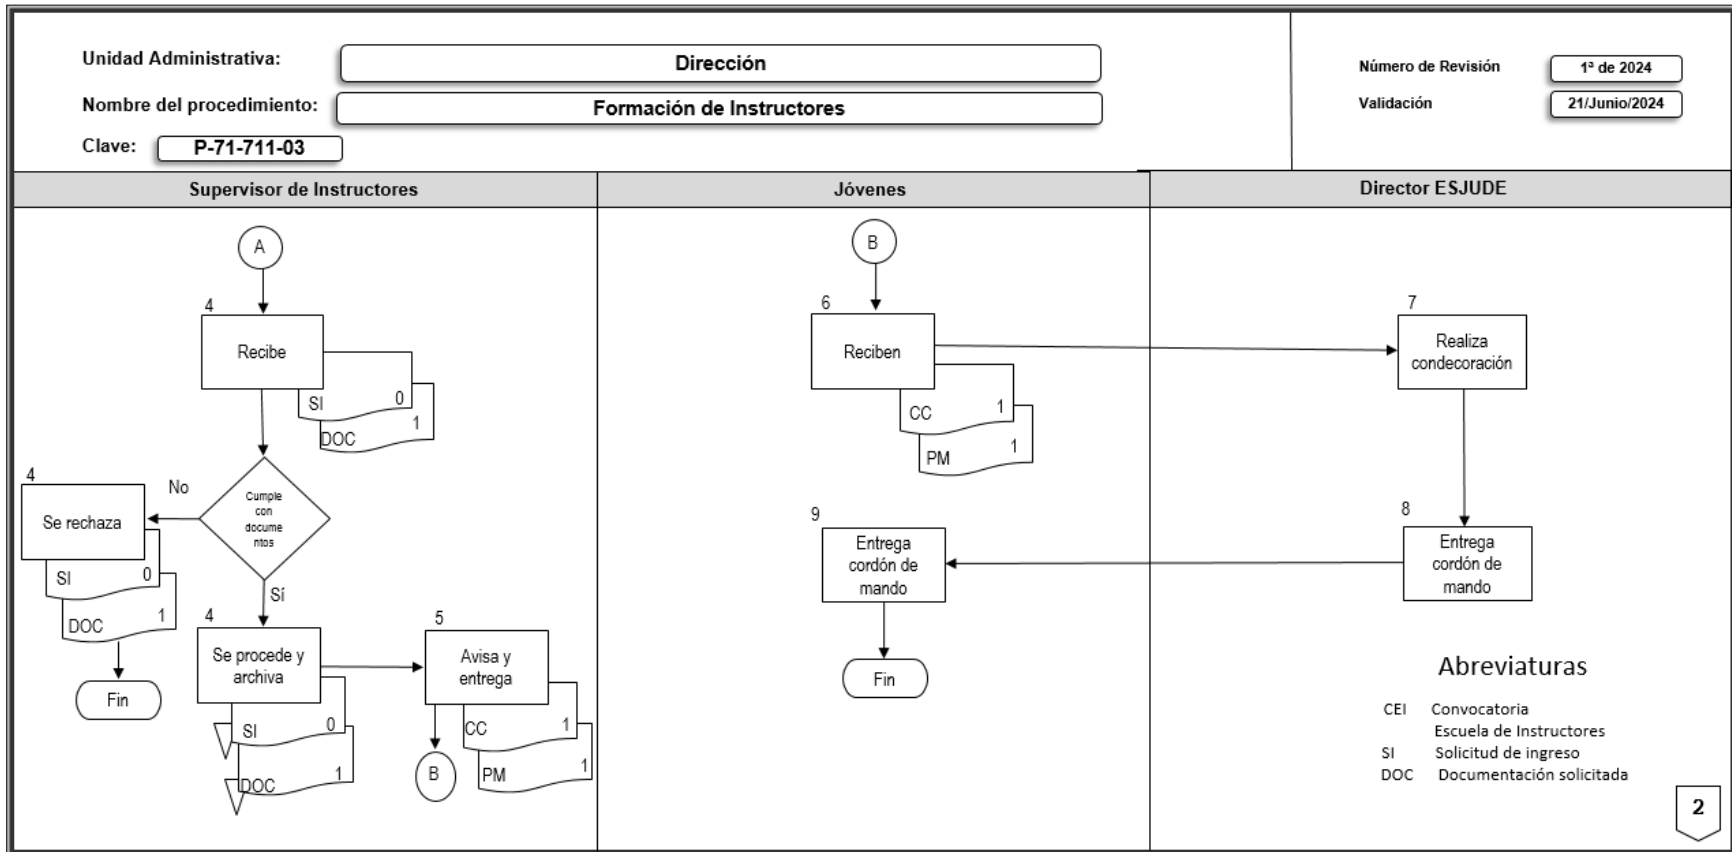 Unidad Administrativa:
Dirección
Nombre del procedimiento:
Formación de Instructores
Clave:
P-71-711-03
Número de Revisión
1ª de 2024
Validación
21/Junio/2024
Supervisor de Instructores
Jóvenes
Director ESJUDE
A
4
Recibe
SI 0
DOC 1
Cumple
con
docume
ntos
No
4
Se rechaza
SI 0
DOC 1
Fin
Sí
4
Se procede y
archiva
SI 0
DOC 1
5
Avisa y
entrega
CC 1
PM 1
B
B
6
Reciben
CC 1
PM 1
7
Realiza
condecoración
8
Entrega
cordón de
mando
9
Entrega
cordón de
mando
Fin
Abreviaturas
CEI Convocatoria
Escuela de Instructores
SI Solicitud de ingreso
DOC Documentación solicitada
2